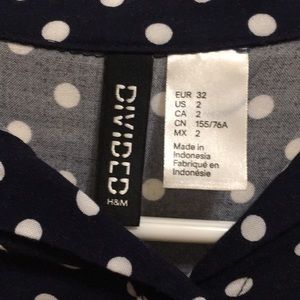 DIVIDED
H&M
EUR 32
US 2
CA 2
CN 155/76A
MX 2
Made in
Indonesia
Fabriqué en
Indonésie